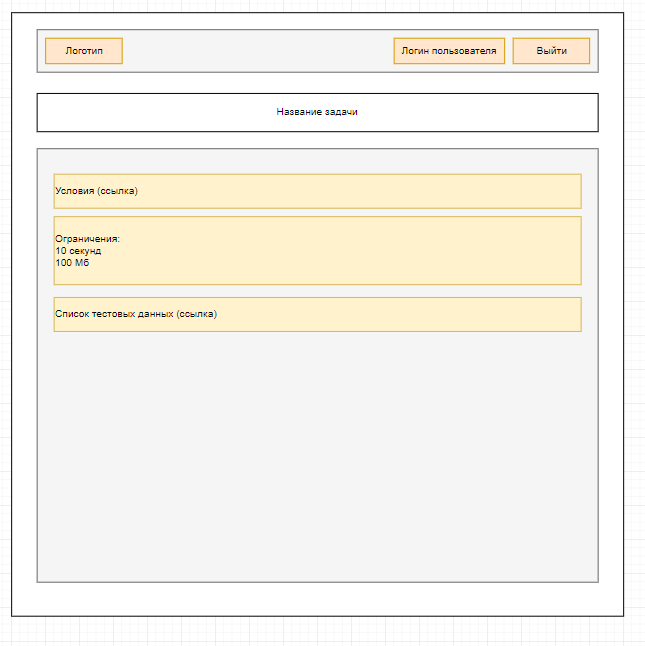 Логотип
Логин пользователя
Выйти
Название задачи
Условия (ссылка)
Ограничения:
10 секунд
100 Мб
Список тестовых данных (ссылка)